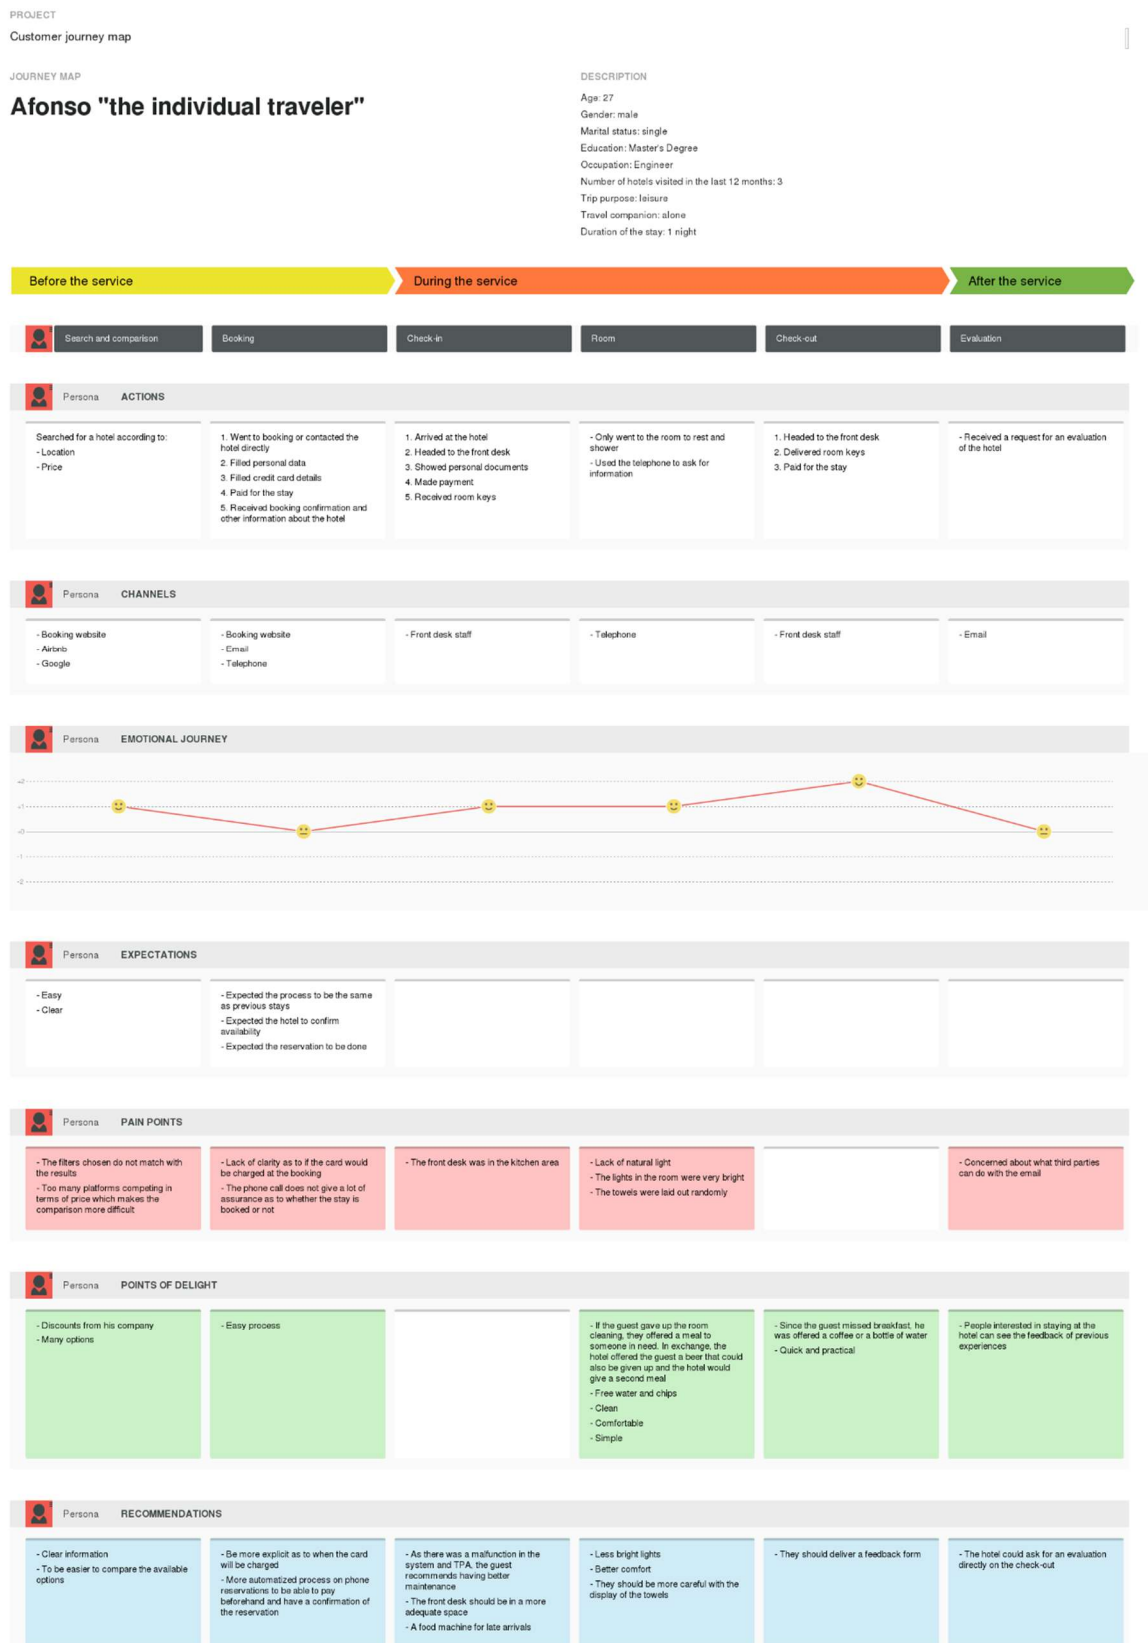 PROJECT
Customer journey map
JOURNEY MAP
Afonso "the individual traveler"
DESCRIPTION
Age: 27
Gender: male
Marital status: single
Education: Master's Degree
Occupation: Engineer
Number of hotels visited in the last 12 months: 3
Trip purpose: leisure
Travel companion: alone
Duration of the stay: 1 night
Before the service
During the service
After the service
Search and comparison
Booking
Check-in
Room
Check-out
Evaluation
Persona ACTIONS
Searched for a hotel according to:
- Location
- Price
1. Went to booking or contacted the
hotel directly
2. Filled personal data
3. Filled credit card details
4. Paid for the stay
5. Received booking confirmation and
other information about the hotel
1. Arrived at the hotel
2. Headed to the front desk
3. Showed personal documents
4. Made payment
5. Received room keys
- Only went to the room to rest and
shower
- Used the telephone to ask for
information
1. Headed to the front desk
2. Delivered room keys
3. Paid for the stay
- Received a request for an evaluation
of the hotel
Persona CHANNELS
- Booking website
- Airbnb
- Google
- Booking website
- Email
- Telephone
- Front desk staff
- Telephone
- Front desk staff
- Email
Persona EMOTIONAL JOURNEY
+2
+1
+0
-1
-2
Persona EXPECTATIONS
- Easy
- Clear
- Expected the process to be the same
as previous stays
- Expected the hotel to confirm
availability
- Expected the reservation to be done
Persona PAIN POINTS
- The filters chosen do not match with
the results
- Too many platforms competing in
terms of price which makes the
comparison more difficult
- Lack of clarity as to if the card would
be charged at the booking
- The phone call does not give a lot of
assurance as to whether the stay is
booked or not
- The front desk was in the kitchen area
- Lack of natural light
- The lights in the room were very bright
- The towels were laid out randomly
- Concerned about what third parties
can do with the email
Persona POINTS OF DELIGHT
- Discounts from his company
- Many options
- Easy process
- If the guest gave up the room
cleaning, they offered a meal to
someone in need. In exchange, the
hotel offered the guest a beer that could
also be given up and the hotel would
give a second meal
- Free water and chips
- Clean
- Comfortable
- Simple
- Since the guest missed breakfast, he
was offered a coffee or a bottle of water
- Quick and practical
- People interested in staying at the
hotel can see the feedback of previous
experiences
Persona RECOMMENDATIONS
- Clear information
- To be easier to compare the available
options
- Be more explicit as to when the card
will be charged
- More automatized process on phone
reservations to be able to pay
beforehand and have a confirmation of
the reservation
- As there was a malfunction in the
system and TPA, the guest
recommends having better
maintenance
- The front desk should be in a more
adequate space
- A food machine for late arrivals
- Less bright lights
- Better comfort
- They should be more careful with the
display of the towels
- They should deliver a feedback form
- The hotel could ask for an evaluation
directly on the check-out